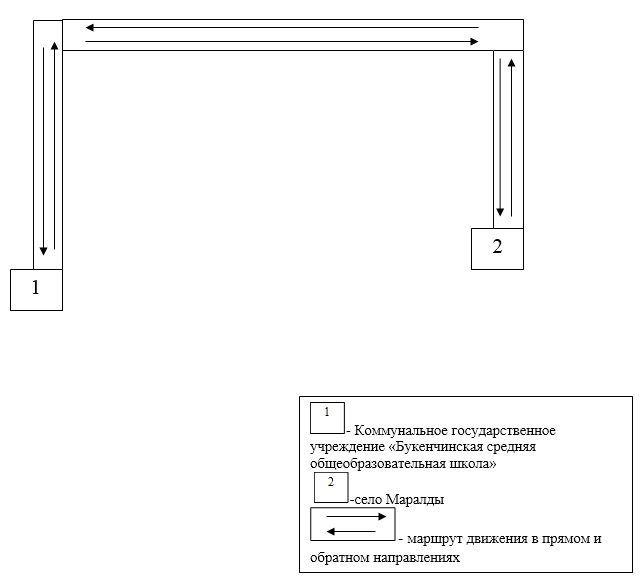 1
2
1
- Коммунальное государственное
учреждение «Букенчинская средняя
общеобразовательная школа»
2
-село Маралды
- маршрут движения в прямом и
обратном направлениях